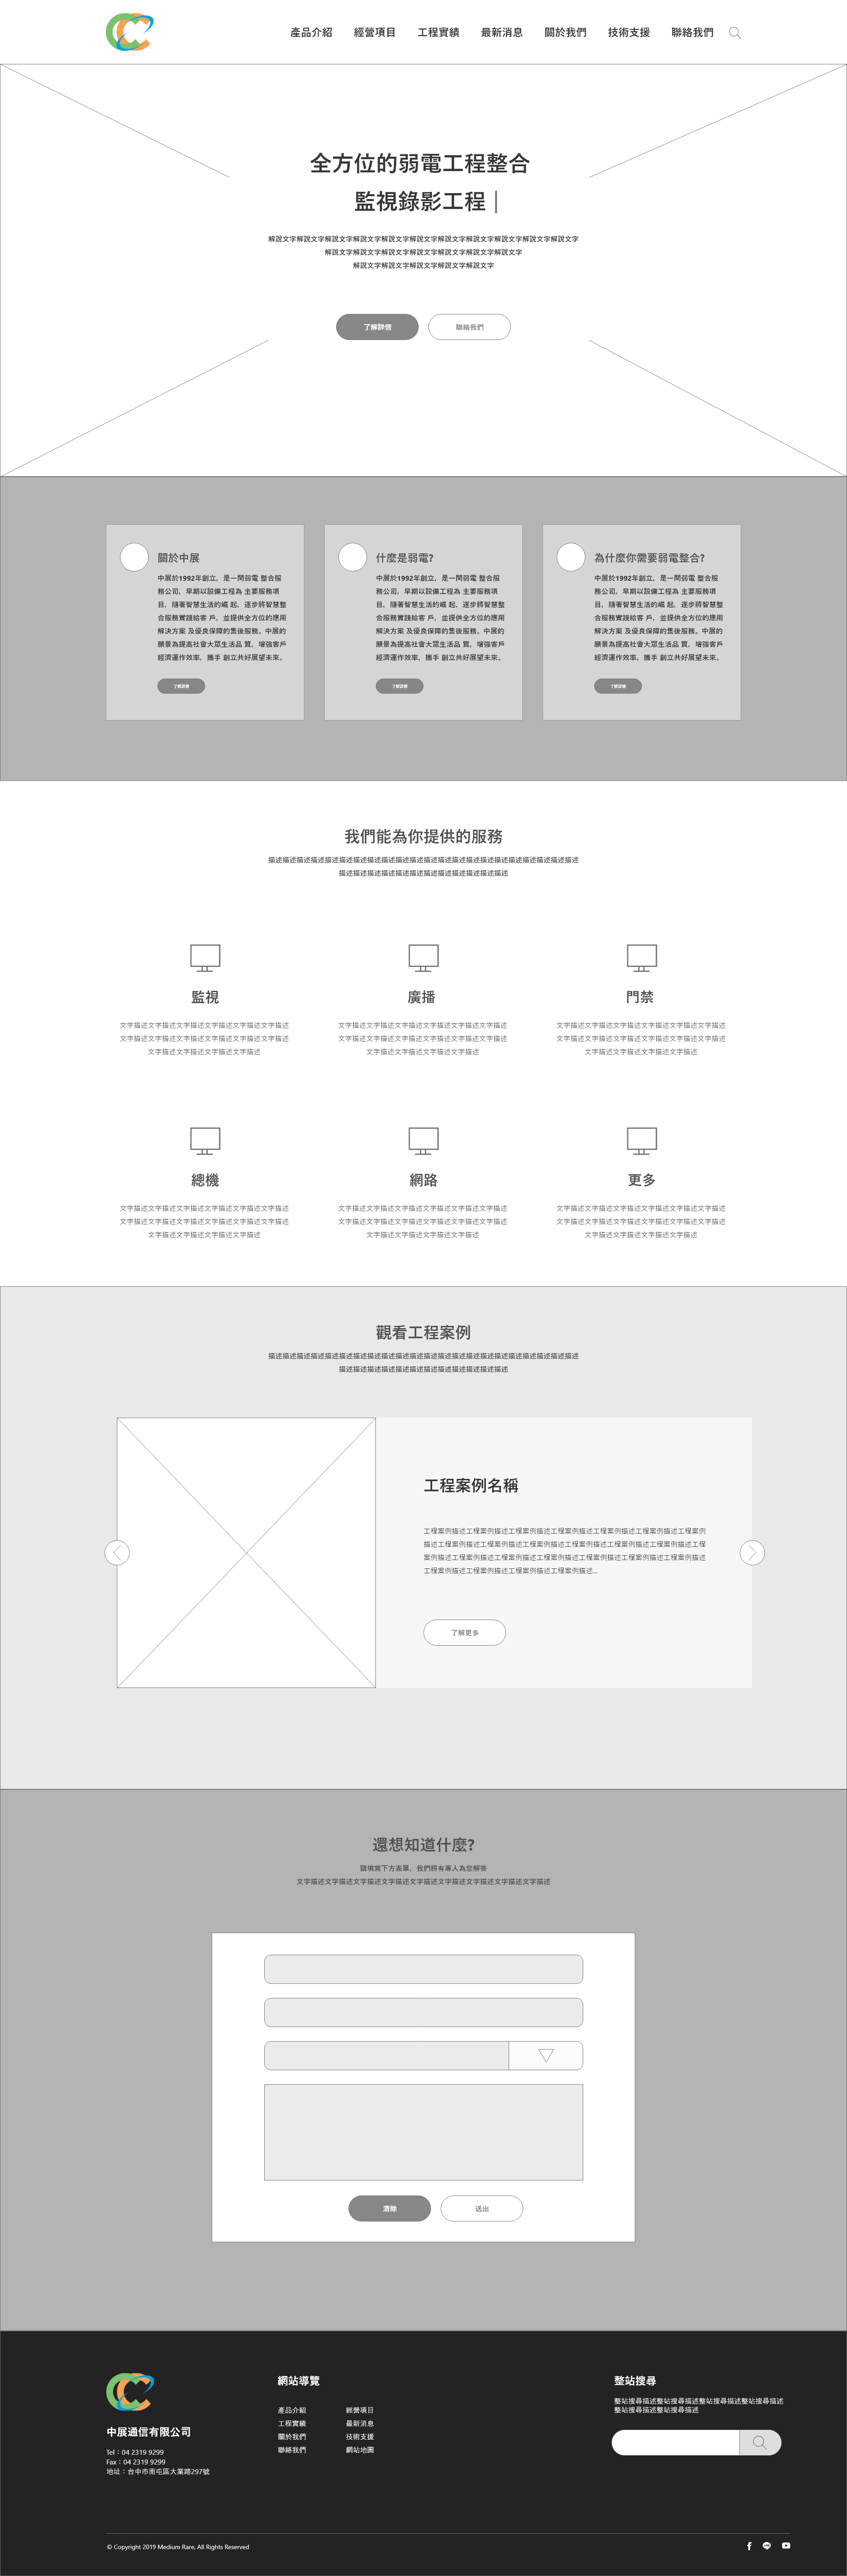 產品介紹 經營項目 工程實績 最新消息 關於我們 技術支援 聯絡我們
全方位的弱電工程整合
監視錄影工程|
解說文字解說文字解說文字解說文字解說文字解說文字解說文字解說文字解說文字解說文字解說文字
解說文字解說文字解說文字解說文字解說文字解說文字解說文字
解說文字解說文字解說文字解說文字解說文字
了解詳情 聯絡我們
關於中展
中展於1992年創立，是一間弱電 整合服
務公司，早期以設備工程為 主要服務項
目，隨著智慧生活的崛 起，逐步將智慧整
合服務實踐給客 戶，並提供全方位的應用
解決方案 及優良保障的售後服務。中展的
願景為提高社會大眾生活品 質，增強客戶
經濟運作效率，攜手 創立共好展望未來。
了解詳情
什麼是弱電?
中展於1992年創立，是一間弱電 整合服
務公司，早期以設備工程為 主要服務項
目，隨著智慧生活的崛 起，逐步將智慧整
合服務實踐給客 戶，並提供全方位的應用
解決方案 及優良保障的售後服務。中展的
願景為提高社會大眾生活品 質，增強客戶
經濟運作效率，攜手 創立共好展望未來。
了解詳情
為什麼你需要弱電整合?
中展於1992年創立，是一間弱電 整合服
務公司，早期以設備工程為 主要服務項
目，隨著智慧生活的崛 起，逐步將智慧整
合服務實踐給客 戶，並提供全方位的應用
解決方案 及優良保障的售後服務。中展的
願景為提高社會大眾生活品 質，增強客戶
經濟運作效率，攜手 創立共好展望未來。
了解詳情
我們能為你提供的服務
描述描述描述描述描述描述描述描述描述描述描述描述描述描述描述描述描述描述描述描述描述描述
描述描述描述描述描述描述描述描述描述描述描述描述
監視
文字描述文字描述文字描述文字描述文字描述文字描述
文字描述文字描述文字描述文字描述文字描述文字描述
文字描述文字描述文字描述文字描述
廣播
文字描述文字描述文字描述文字描述文字描述文字描述
文字描述文字描述文字描述文字描述文字描述文字描述
文字描述文字描述文字描述文字描述
門禁
文字描述文字描述文字描述文字描述文字描述文字描述
文字描述文字描述文字描述文字描述文字描述文字描述
文字描述文字描述文字描述文字描述
總機
文字描述文字描述文字描述文字描述文字描述文字描述
文字描述文字描述文字描述文字描述文字描述文字描述
文字描述文字描述文字描述文字描述
網路
文字描述文字描述文字描述文字描述文字描述文字描述
文字描述文字描述文字描述文字描述文字描述文字描述
文字描述文字描述文字描述文字描述
更多
文字描述文字描述文字描述文字描述文字描述文字描述
文字描述文字描述文字描述文字描述文字描述文字描述
文字描述文字描述文字描述文字描述
觀看工程案例
描述描述描述描述描述描述描述描述描述描述描述描述描述描述描述描述描述描述描述描述描述描述
描述描述描述描述描述描述描述描述描述描述描述描述
工程案例名稱
工程案例描述工程案例描述工程案例描述工程案例描述工程案例描述工程案例描述工程案例
描述工程案例描述工程案例描述工程案例描述工程案例描述工程案例描述工程案例描述工程
案例描述工程案例描述工程案例描述工程案例描述工程案例描述工程案例描述工程案例描述
工程案例描述工程案例描述工程案例描述工程案例描述...
了解更多
還想知道什麼?
請填寫下方表單，我們將有專人為您解答
文字描述文字描述文字描述文字描述文字描述文字描述文字描述文字描述文字描述
清除 送出
中展通信有限公司
Tel：04 2319 9299
Fax：04 2319 9299
地址：台中市南屯區大業路297號
網站導覽
產品介紹 經營項目
工程實績 最新消息
關於我們 技術支援
聯絡我們 網站地圖
整站搜尋
整站搜尋描述整站搜尋描述整站搜尋描述整站搜尋描述
整站搜尋描述整站搜尋描述
© Copyright 2019 Medium Rare, All Rights Reserved